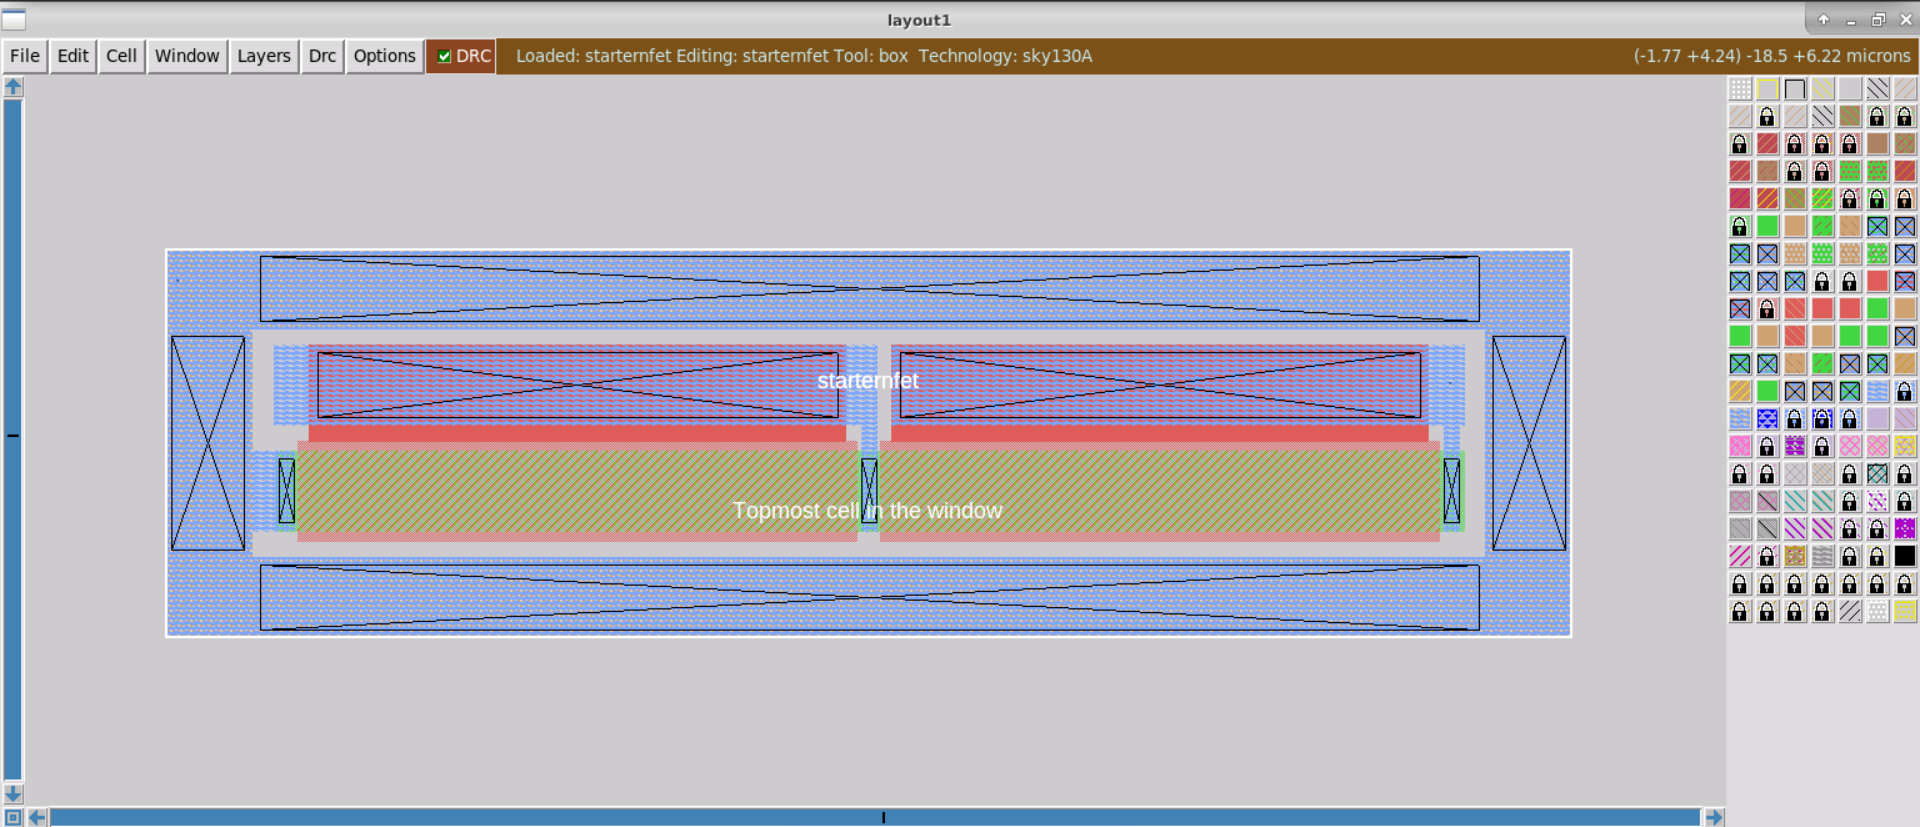 layout1
File Edit Cell Window Layers Drc Options DRC Loaded: starternfet Editing: starternfet Tool: box Technology: sky130A (-1.77 +4.24) -18.5 +6.22 microns
starternfet
Topmost cell in the window